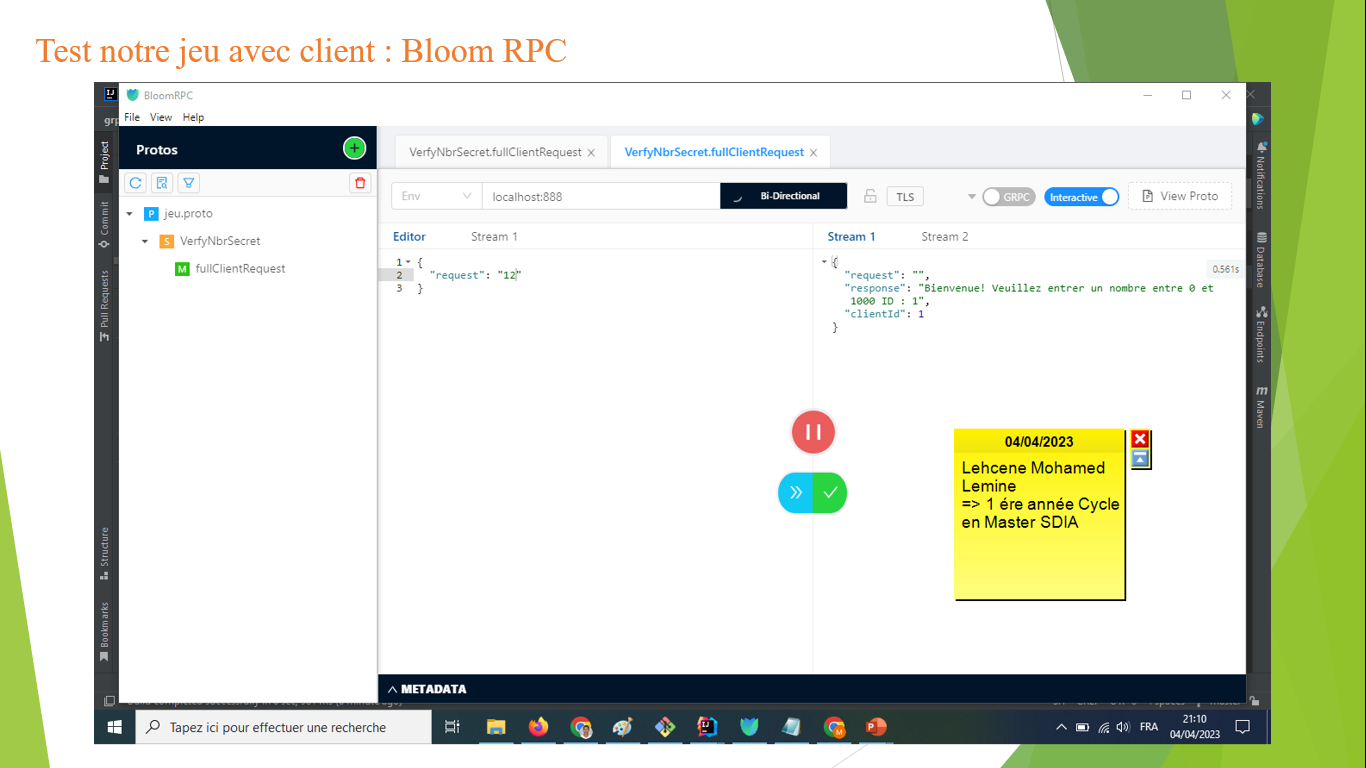 Test notre jeu avec client : Bloom RPC
BloomRPC
File View Help
grp
Protos
VerfyNbrSecret.fullClientRequest
VerfyNbrSecret.fullClientRequest
Env
localhost:888
Bi-Directional
TLS
GRPC
Interactive
View Proto
jeu.proto
VerfyNbrSecret
fullClientRequest
Editor
Stream 1
1 {
2 "request": "12"
3 }
Stream 1
Stream 2
{
"request": "",
"response": "Bienvenue! Veuillez entrer un nombre entre 0 et
1000 ID : 1",
"clientId": 1
}
0.561s
04/04/2023
Lehcene Mohamed
Lemine
=> 1 ére année Cycle
en Master SDIA
METADATA
Project
Commit
Pull Requests
Structure
Bookmarks
Notifications
Database
Endpoints
Maven
Tapez ici pour effectuer une recherche
FRA
21:10
04/04/2023